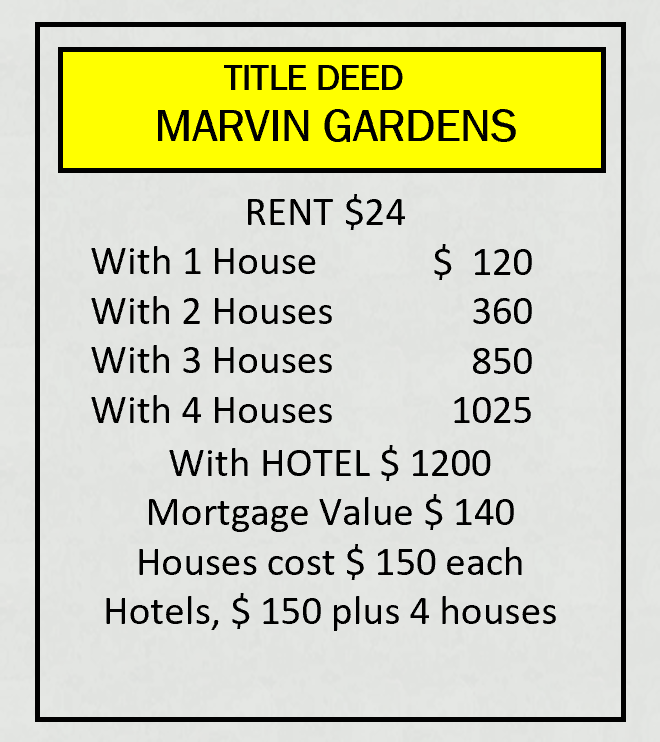 TITLE DEED
MARVIN GARDENS
RENT $24
With 1 House $ 120
With 2 Houses 360
With 3 Houses 850
With 4 Houses 1025
With HOTEL $ 1200
Mortgage Value $ 140
Houses cost $ 150 each
Hotels, $ 150 plus 4 houses